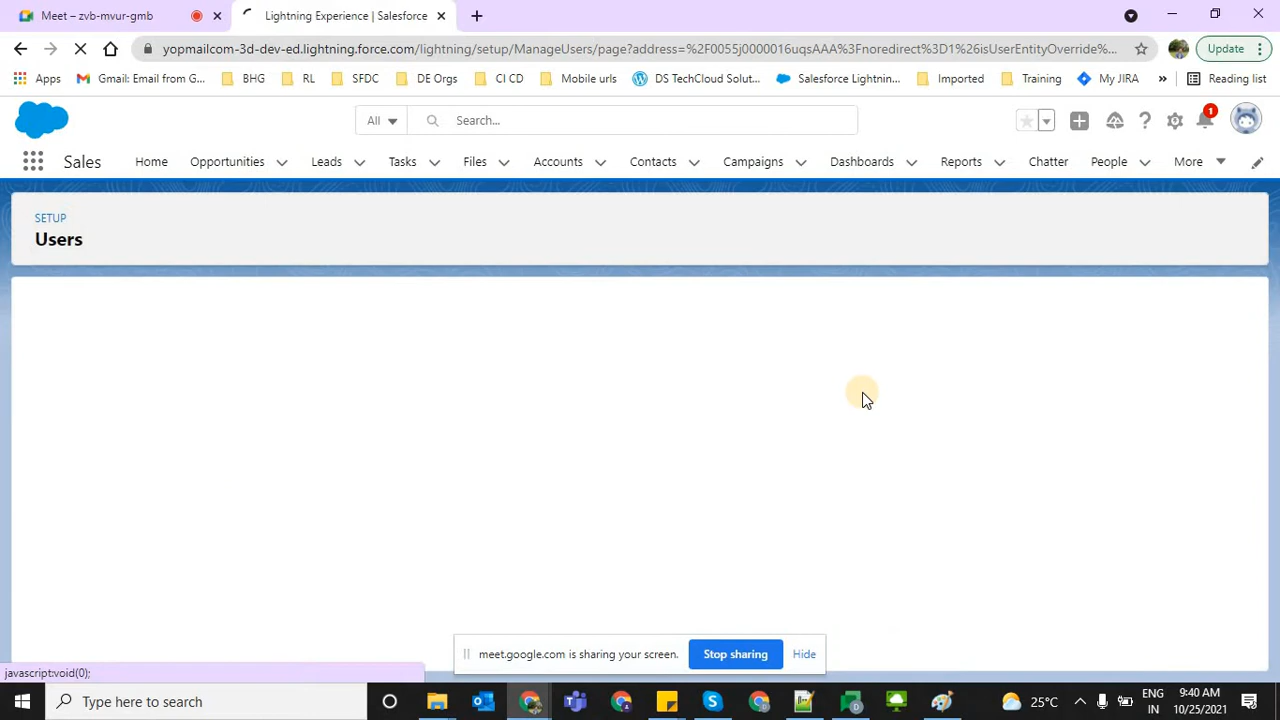 Meet – zvb-mvur-gmb
Lightning Experience | Salesforce
yopmailcom-3d-dev-ed.lightning.force.com/lightning/setup/ManageUsers/page?address=%2F0055j0000016uqsAAA%3Fnoredirect%3D1%26isUserEntityOverride%...
Update
Apps
Gmail: Email from G...
BHG
RL
SFDC
DE Orgs
CI CD
Mobile urls
DS TechCloud Solut...
Salesforce Lightnin...
Imported
Training
My JIRA
»
Reading list
All
Search...
1
Sales
Home
Opportunities
Leads
Tasks
Files
Accounts
Contacts
Campaigns
Dashboards
Reports
Chatter
People
More
SETUP
Users
meet.google.com is sharing your screen.
Stop sharing
Hide
javascript:void(0);
Type here to search
25°C
ENG
IN
9:40 AM
10/25/2021